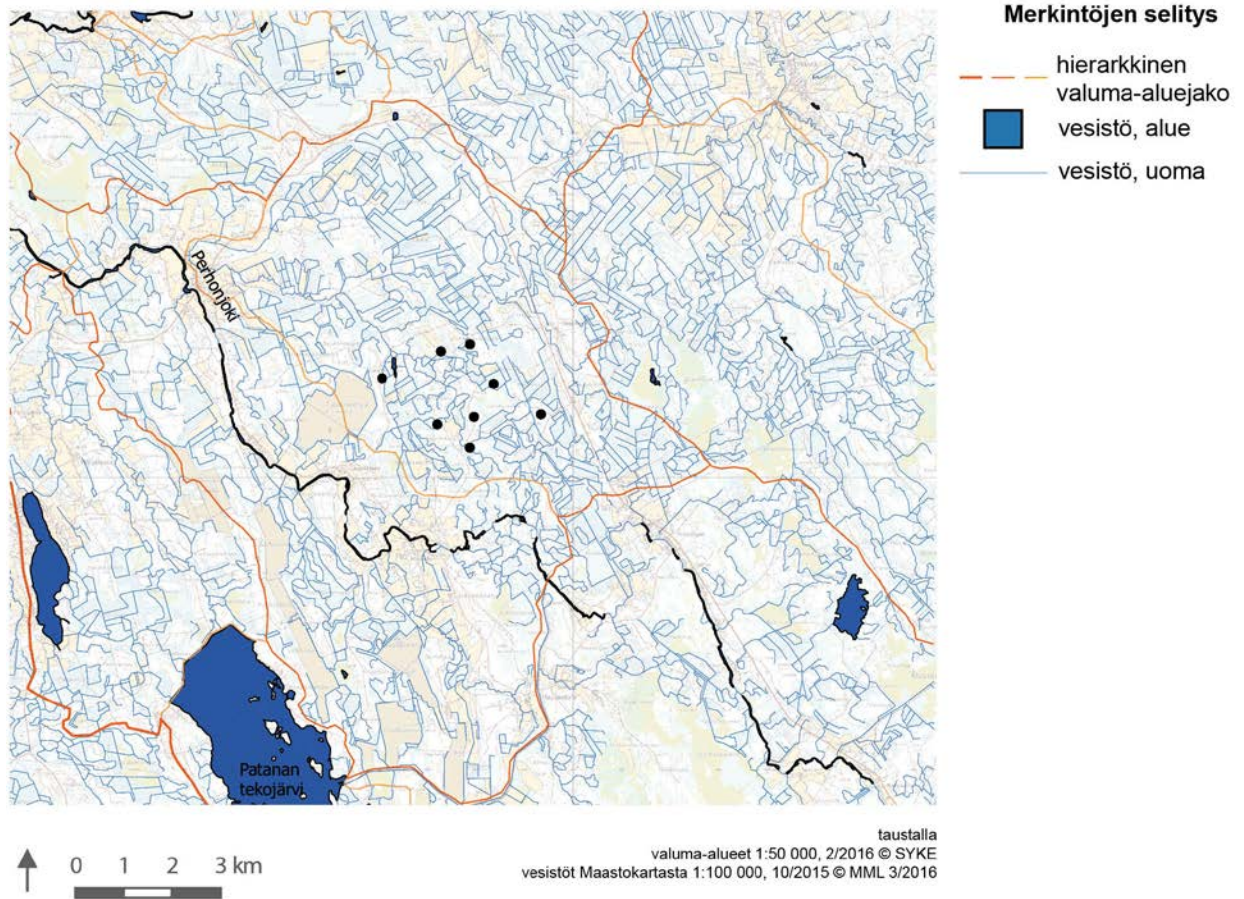 Merkintöjen selitys
hierarkkinen
valuma-aluejako
vesistö, alue
vesistö, uoma
Perhonjoki
Patanan
tekojärvi
0 1 2 3 km
taustalla
valuma-alueet 1:50 000, 2/2016 © SYKE
vesistöt Maastokartasta 1:100 000, 10/2015 © MML 3/2016